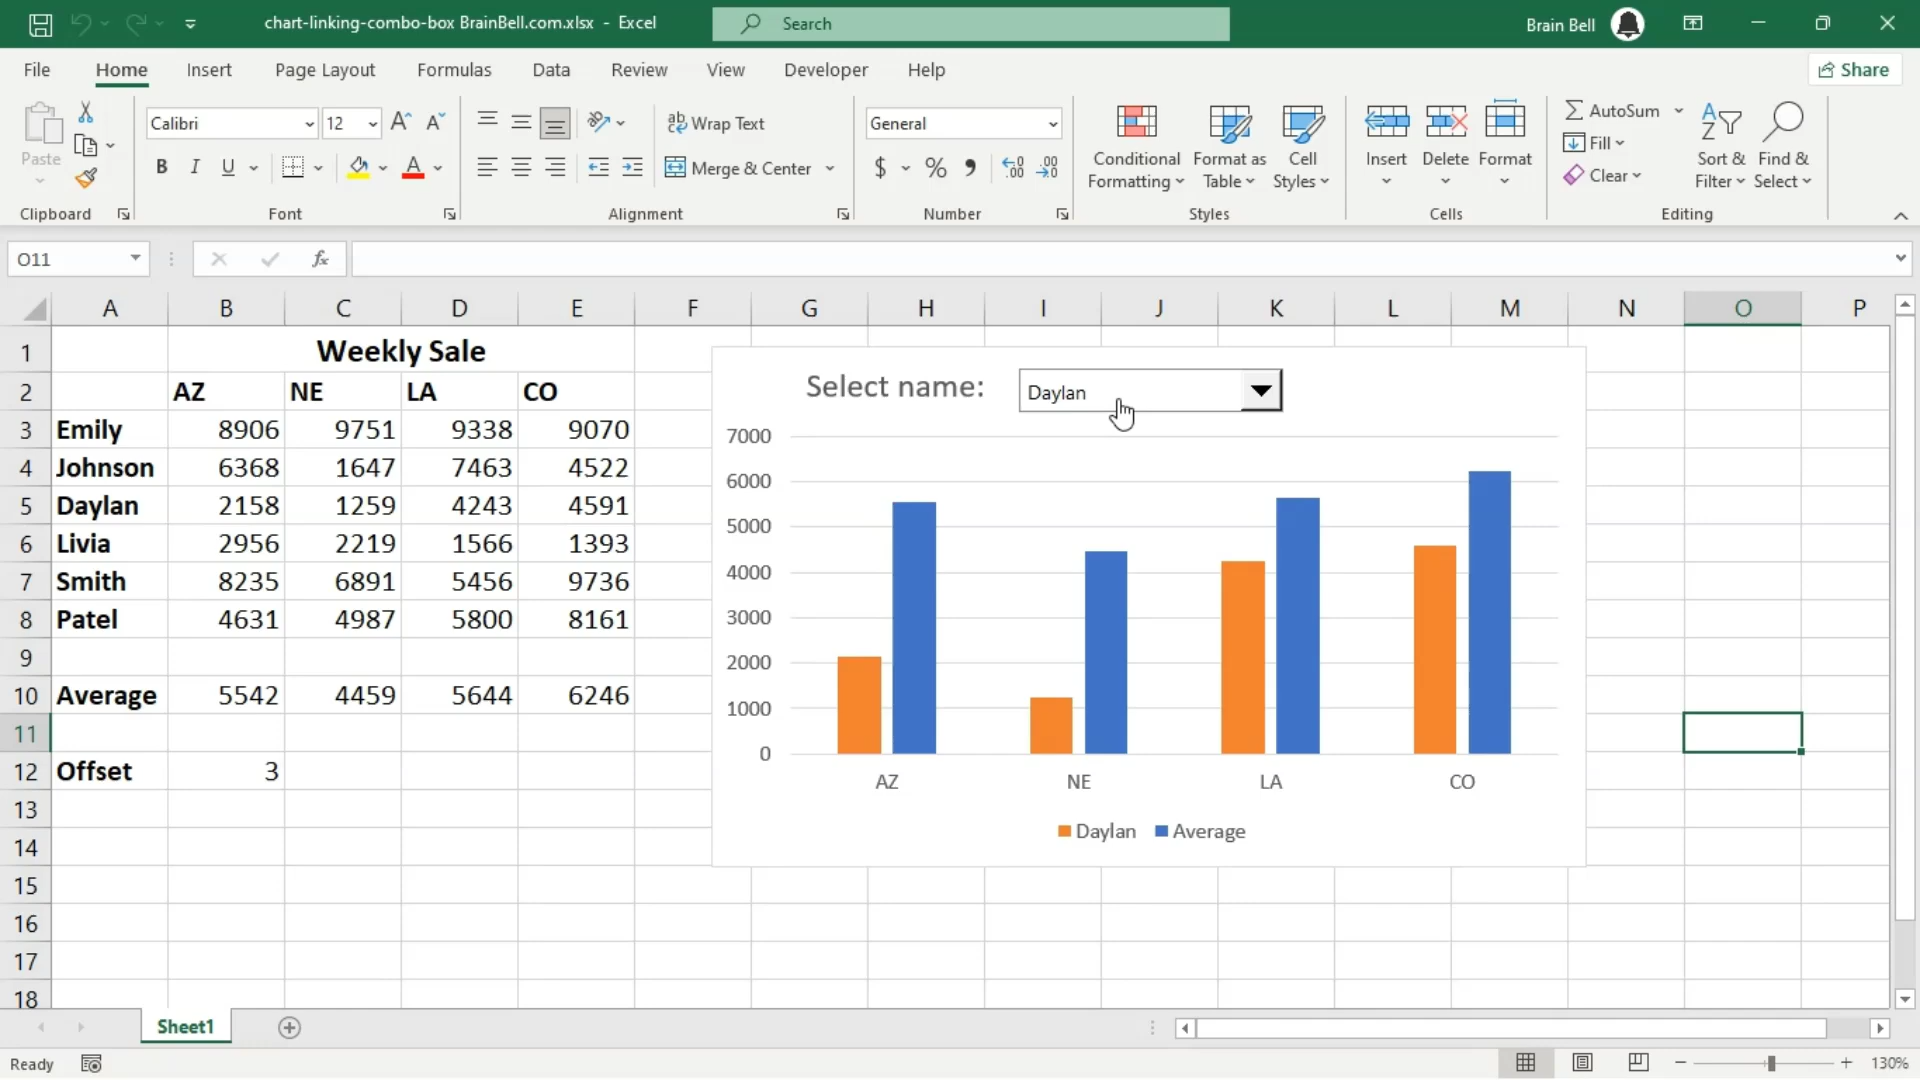 chart-linking-combo-box BrainBell.com.xlsx - Excel
Search
Brain Bell
File Home Insert Page Layout Formulas Data Review View Developer Help
Share
Paste
Calibri 12
Wrap Text
General
Conditional Formatting
Format as Table
Cell Styles
Insert Delete Format
AutoSum
Fill
Clear
Sort & Filter
Find & Select
B I U
Merge & Center
$ % ,
Clipboard Font Alignment Number Styles Cells Editing
O11
fx
A B C D E F G H I J K L M N O P
1 Weekly Sale
2 AZ NE LA CO
3 Emily 8906 9751 9338 9070
4 Johnson 6368 1647 7463 4522
5 Daylan 2158 1259 4243 4591
6 Livia 2956 2219 1566 1393
7 Smith 8235 6891 5456 9736
8 Patel 4631 4987 5800 8161
9
10 Average 5542 4459 5644 6246
11
12 Offset 3
13
14
15
16
17
18
Select name: Daylan
7000
6000
5000
4000
3000
2000
1000
0
AZ NE LA CO
Daylan Average
Sheet1
Ready
130%